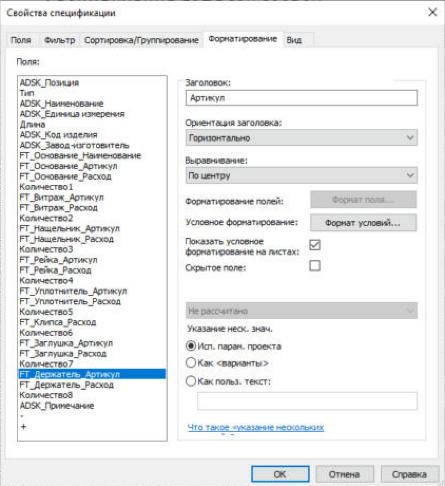 Свойства спецификации
Поля Фильтр Сортировка/Группирование Форматирование Вид
Поля:
ADSK_Позиция
Тип
ADSK_Наименование
ADSK_Единица измерения
Длина
ADSK_Код изделия
ADSK_Завод-изготовитель
FT_Основание_Наименование
FT_Основание_Артикул
FT_Основание_Расход
Количество1
FT_Витраж_Артикул
FT_Витраж_Расход
Количество2
FT_Нащельник_Артикул
FT_Нащельник_Расход
Количество3
FT_Рейка_Артикул
FT_Рейка_Расход
Количество4
FT_Уплотнитель_Артикул
FT_Уплотнитель_Расход
Количество5
FT_Клипса_Расход
Количество6
FT_Заглушка_Артикул
FT_Заглушка_Расход
Количество7
FT_Держатель_Артикул
FT_Держатель_Расход
Количество8
ADSK_Примечание
-
+
Заголовок:
Артикул
Ориентация заголовка:
Горизонтально
Выравнивание:
По центру
Форматирование полей: Формат поля...
Условное форматирование: Формат условий...
Показать условное
форматирование на листах:
Скрытое поле:
Не рассчитано
Указание неск. знач.
Исп. парам. проекта
Как <варианты>
Как польз. текст:
Что такое «указание нескольких
ОК Отмена Справка